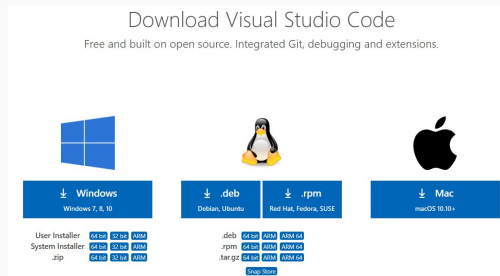 Download Visual Studio Code
Free and built on open source. Integrated Git, debugging and extensions.
Windows
Windows 7, 8, 10
User Installer 64 bit 32 bit ARM
System Installer 64 bit 32 bit ARM
.zip 64 bit 32 bit ARM
.deb
Debian, Ubuntu
.rpm
Red Hat, Fedora, SUSE
.deb 64 bit ARM ARM 64
.rpm 64 bit ARM ARM 64
.tar.gz 64 bit ARM ARM 64
Snap Store
Mac
macOS 10.10+